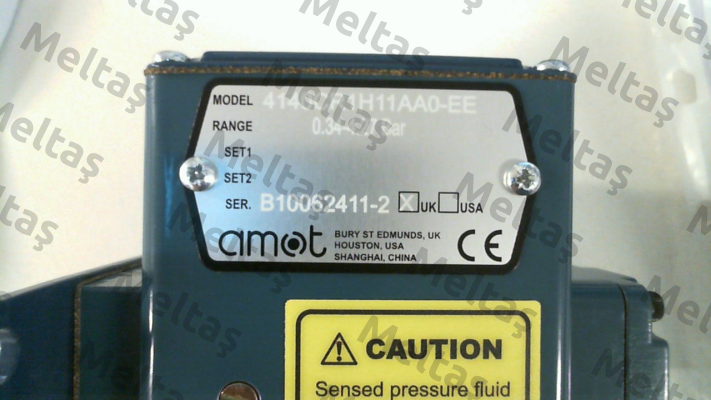 MODEL
RANGE
SET1
SET2
SER. B10062411-2 X UK USA
amot
BURY ST EDMUNDS, UK
HOUSTON, USA
SHANGHAI, CHINA
CE
CAUTION
Sensed pressure fluid
Meltaş